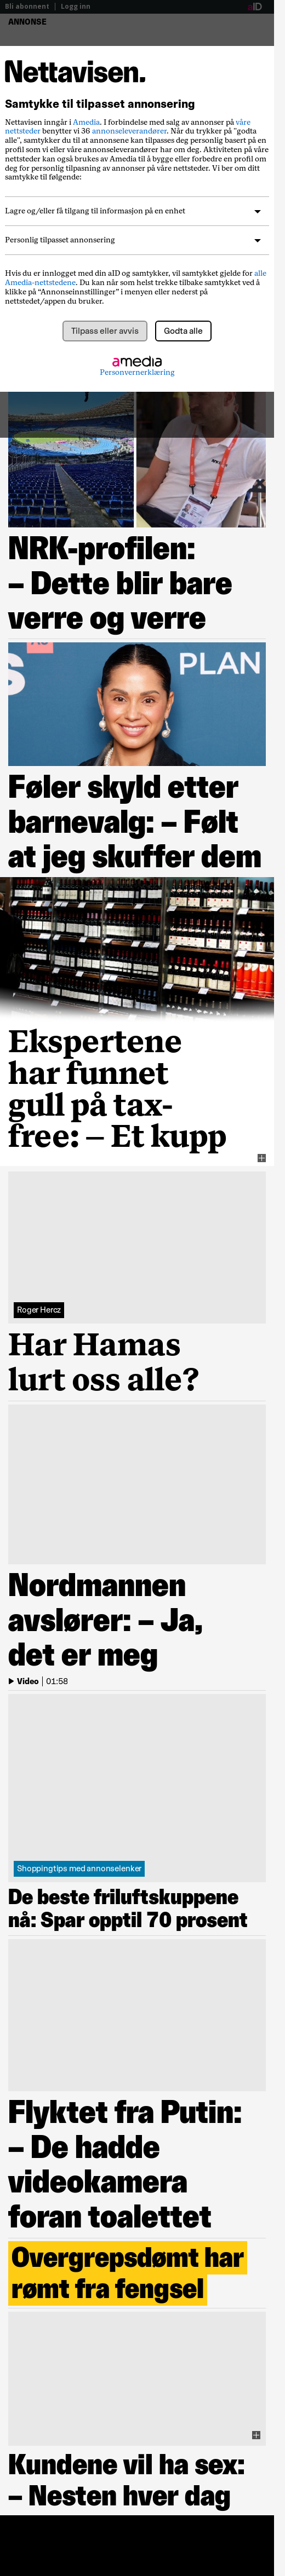 Bli abonnent | Logg inn
aID
ANNONSE
Nettavisen.
Samtykke til tilpasset annonsering
Nettavisen inngår i Amedia. I forbindelse med salg av annonser på våre
nettsteder benytter vi 36 annonseleverandører. Når du trykker på "godta
alle", samtykker du til at annonsene kan tilpasses deg personlig basert på en
profil som vi eller våre annonseleverandører har om deg. Aktiviteten på våre
nettsteder kan også brukes av Amedia til å bygge eller forbedre en profil om
deg for personlig tilpasning av annonser på våre nettsteder. Vi ber om ditt
samtykke til følgende:
Lagre og/eller få tilgang til informasjon på en enhet
Personlig tilpasset annonsering
Hvis du er innlogget med din aID og samtykker, vil samtykket gjelde for alle
Amedia-nettstedene. Du kan når som helst trekke tilbake samtykket ved å
klikke på “Annonseinnstillinger” i menyen eller nederst på
nettstedet/appen du bruker.
Tilpass eller avvis
Godta alle
amedia
Personvernerklæring
NRK-profilen:
– Dette blir bare
verre og verre
PLAN
Føler skyld etter
barnevalg: – Følt
at jeg skuffer dem
Ekspertene
har funnet
gull på tax-
free: – Et kupp
Roger Hercz
Har Hamas
lurt oss alle?
Nordmannen
avslører: – Ja,
det er meg
Video | 01:58
Shoppingtips med annonselenker
De beste friluftskuppene
nå: Spar opptil 70 prosent
Flyktet fra Putin:
– De hadde
videokamera
foran toalettet
Overgrepsdømt har
rømt fra fengsel
Kundene vil ha sex:
– Nesten hver dag